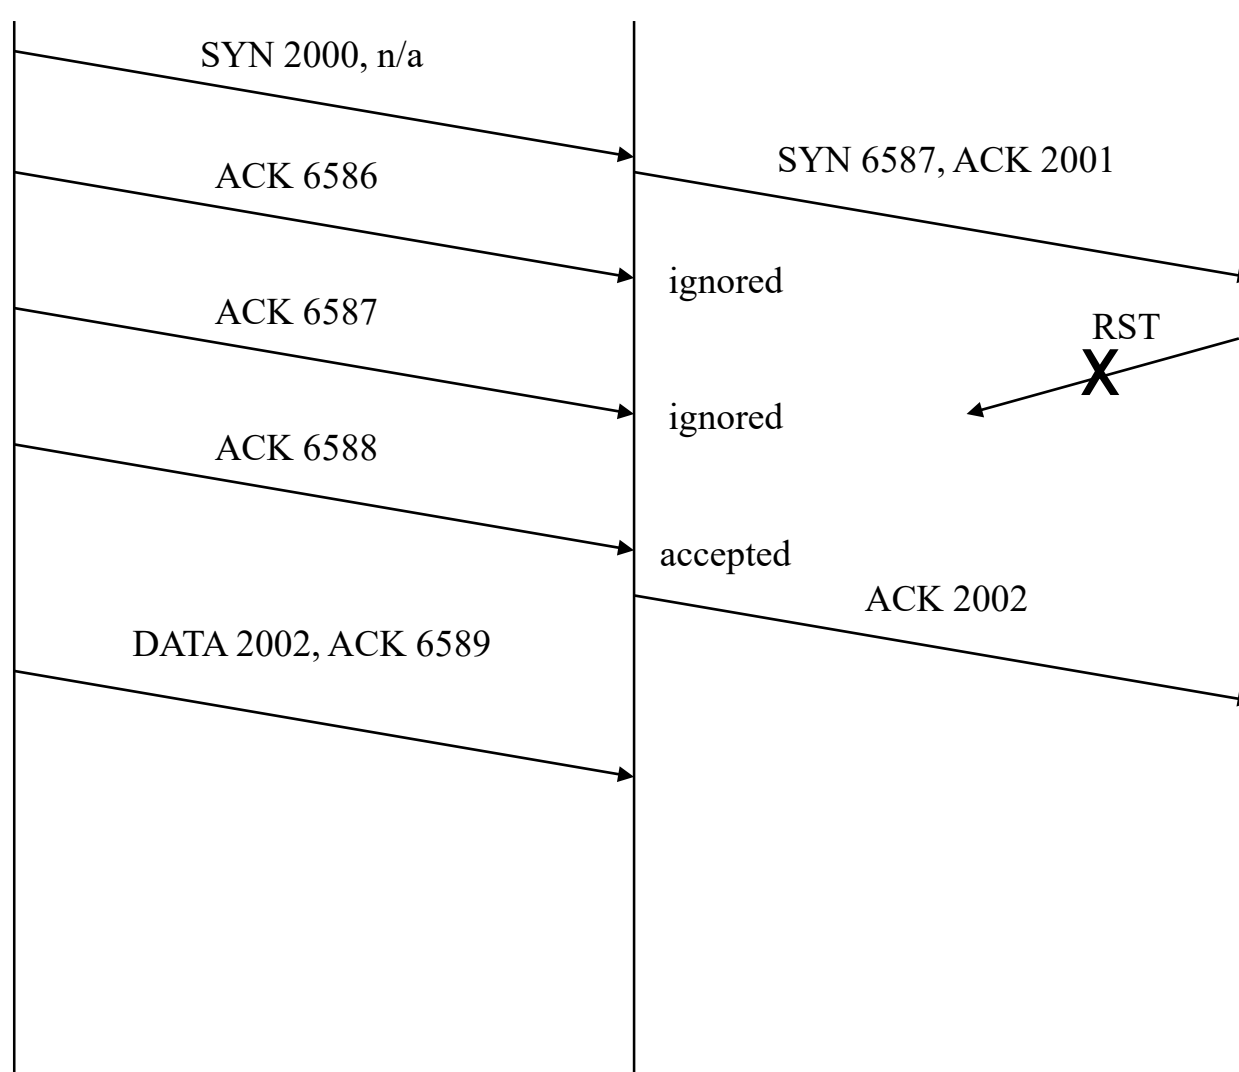 SYN 2000, n/a
SYN 6587, ACK 2001
ACK 6586
ignored
ACK 6587
RST
X
ignored
ACK 6588
accepted
ACK 2002
DATA 2002, ACK 6589